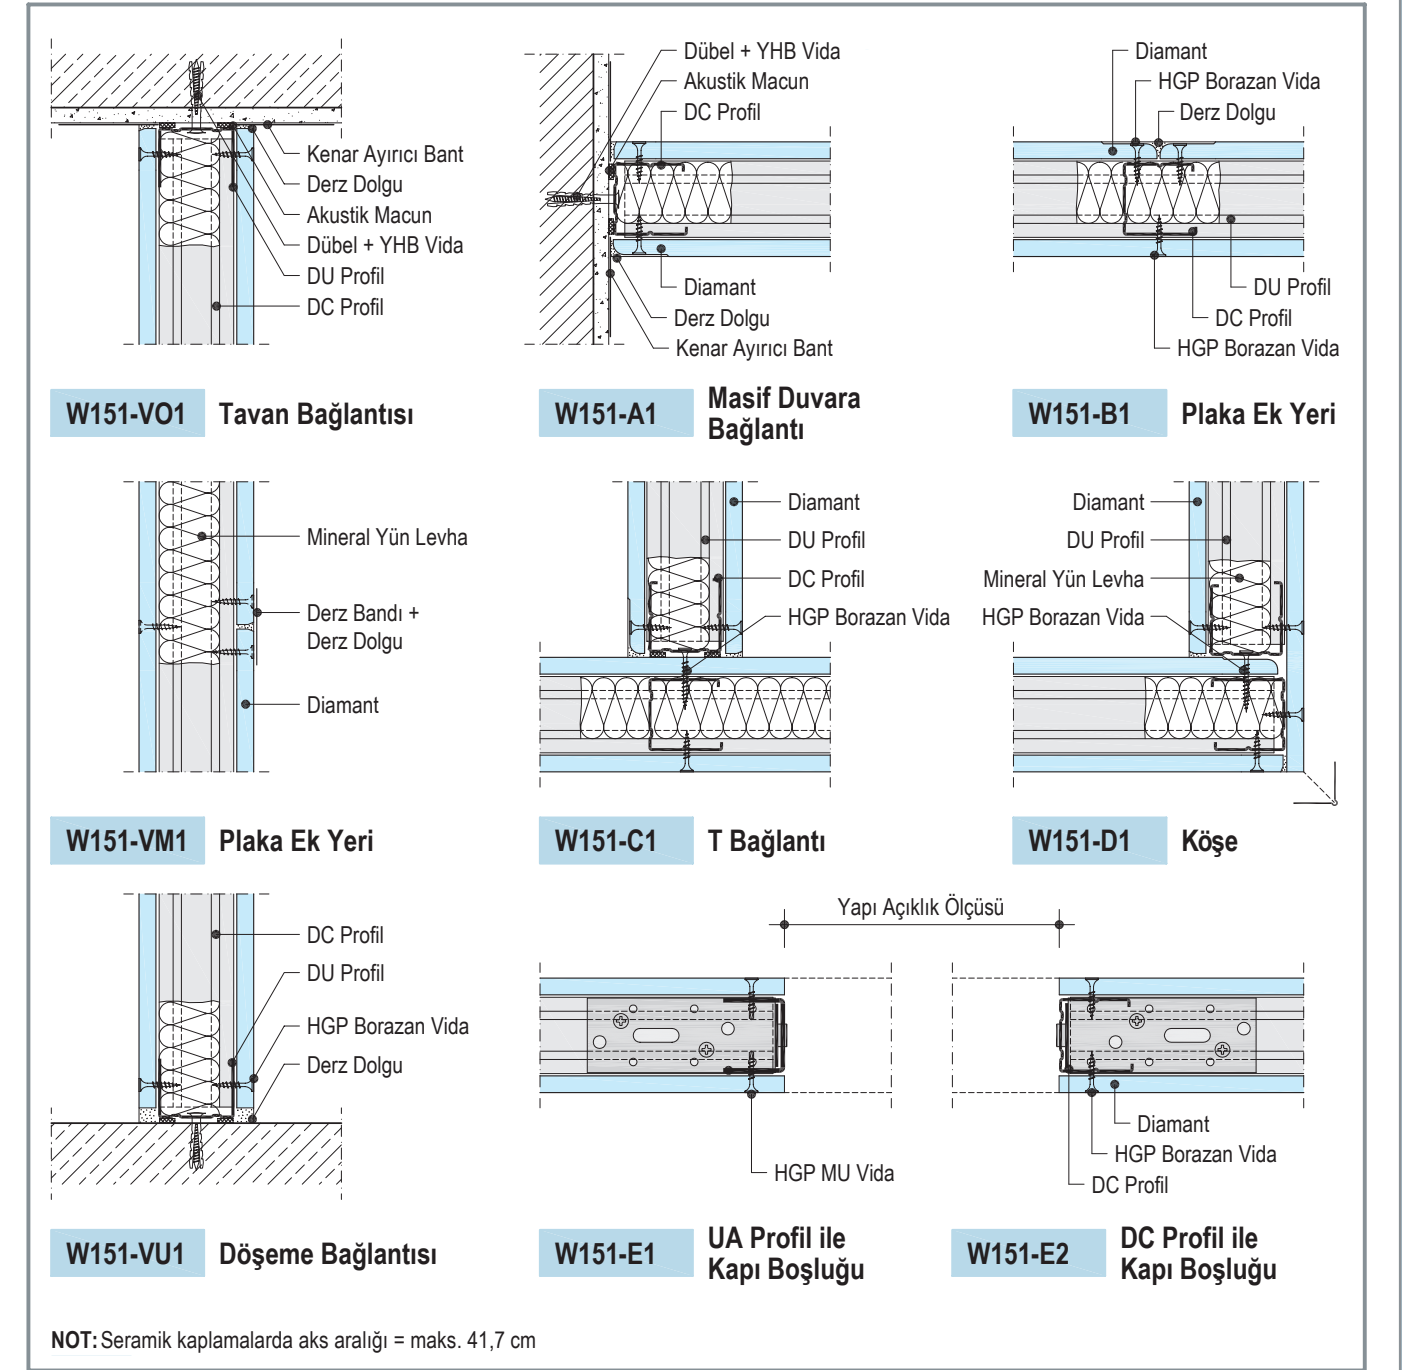 Kenar Ayırıcı Bant
Derz Dolgu
Akustik Macun
Dübel + YHB Vida
DU Profil
DC Profil
W151-VO1 Tavan Bağlantısı
Dübel + YHB Vida
Akustik Macun
DC Profil
Diamant
Derz Dolgu
Kenar Ayırıcı Bant
W151-A1 Masif Duvara
Bağlantı
Diamant
HGP Borazan Vida
Derz Dolgu
DU Profil
DC Profil
HGP Borazan Vida
W151-B1 Plaka Ek Yeri
Mineral Yün Levha
Derz Bandı +
Derz Dolgu
Diamant
W151-VM1 Plaka Ek Yeri
Diamant
DU Profil
DC Profil
HGP Borazan Vida
W151-C1 T Bağlantı
Diamant
DU Profil
Mineral Yün Levha
HGP Borazan Vida
W151-D1 Köşe
DC Profil
DU Profil
HGP Borazan Vida
Derz Dolgu
W151-VU1 Döşeme Bağlantısı
Yapı Açıklık Ölçüsü
HGP MU Vida
W151-E1 UA Profil ile
Kapı Boşluğu
Diamant
HGP Borazan Vida
DC Profil
W151-E2 DC Profil ile
Kapı Boşluğu
NOT: Seramik kaplamalarda aks aralığı = maks. 41,7 cm